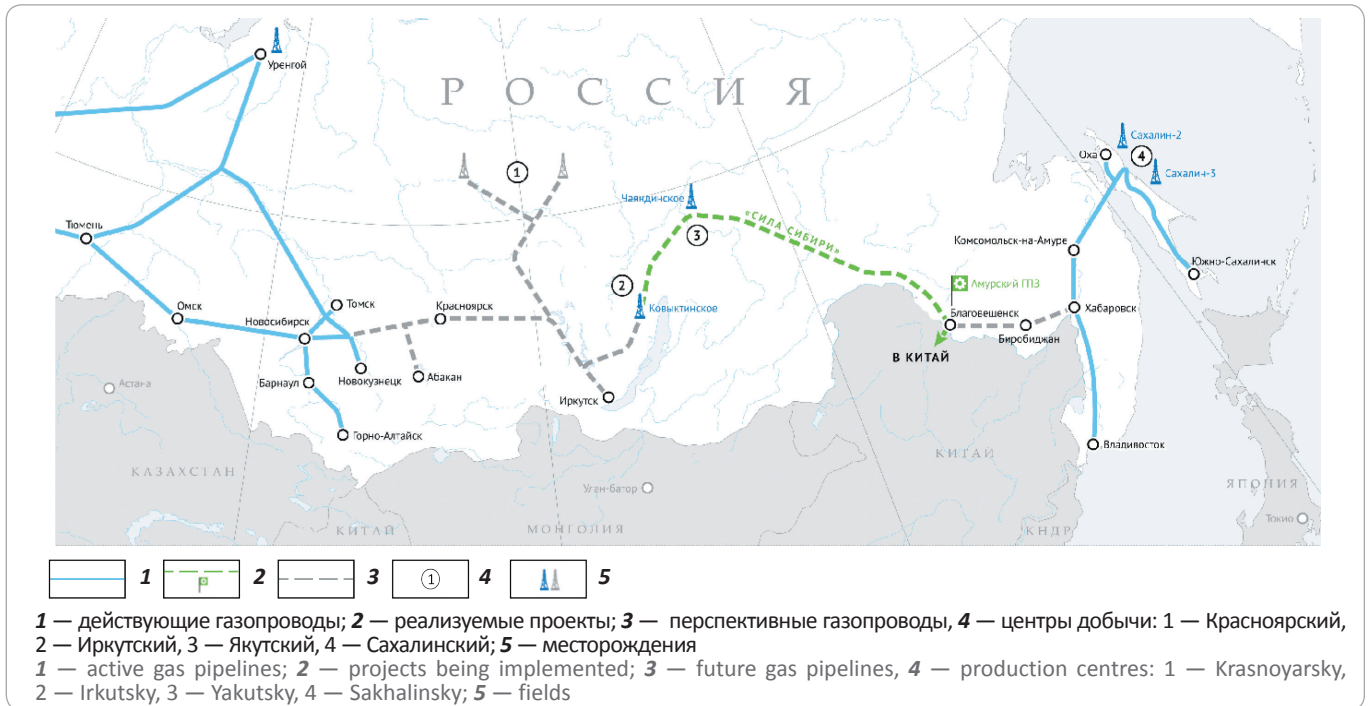 Уренгой
РОССИЯ
Сахалин-2
Оха
4
Сахалин-3
1
Чаяндинское
«СИЛА СИБИРИ»
3
Тюмень
Комсомольск-на-Амуре
Южно-Сахалинск
2
Амурский ГПЗ
Омск
Томск
Красноярск
Ковыктинское
Новосибирск
Благовещенск
Хабаровск
Биробиджан
В КИТАЙ
Астана
Барнаул
Новокузнецк
Абакан
Иркутск
Горно-Алтайск
Владивосток
КАЗАХСТАН
КИТАЙ
Улан-батор
ЯПОНИЯ
КИТАЙ
МОНГОЛИЯ
КНДР
Токио
1 2 3 1 4 5
1 — действующие газопроводы; 2 — реализуемые проекты; 3 — перспективные газопроводы, 4 — центры добычи: 1 — Красноярский,
2 — Иркутский, 3 — Якутский, 4 — Сахалинский; 5 — месторождения
1 — active gas pipelines; 2 — projects being implemented; 3 — future gas pipelines, 4 — production centres: 1 — Krasnoyarsky,
2 — Irkutsky, 3 — Yakutsky, 4 — Sakhalinsky; 5 — fields